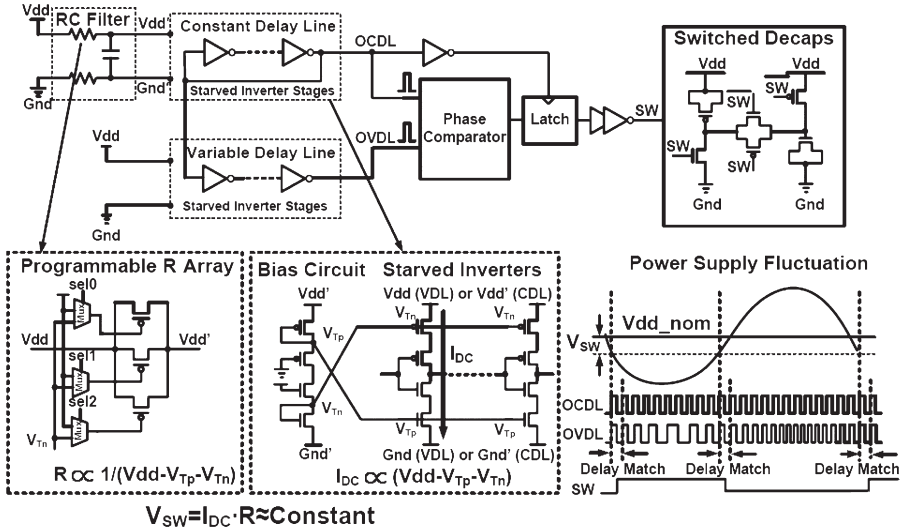 Vdd
RC Filter
Vdd'
Gnd
Gnd'
Constant Delay Line
Starved Inverter Stages
OCDL
Vdd
Gnd
Variable Delay Line
Starved Inverter Stages
OVDL
Phase
Comparator
Latch
SW
Switched Decaps
Vdd
Vdd
SW
SW
SW
SW
Gnd
Gnd
Programmable R Array
sel0
Mux
Vdd
Vdd'
sel1
Mux
sel2
Mux
VTn
R ∝ 1/(Vdd-VTp-VTn)
Bias Circuit
Starved Inverters
Vdd'
Vdd (VDL) or Vdd' (CDL)
VTp
VTn
VTn
IDC
VTn
VTp
VTp
Gnd'
Gnd (VDL) or Gnd' (CDL)
IDC ∝ (Vdd-VTp-VTn)
VSW=IDC·R≈Constant
Power Supply Fluctuation
Vdd_nom
VSW
OCDL
OVDL
Delay Match
Delay Match
Delay Match
SW